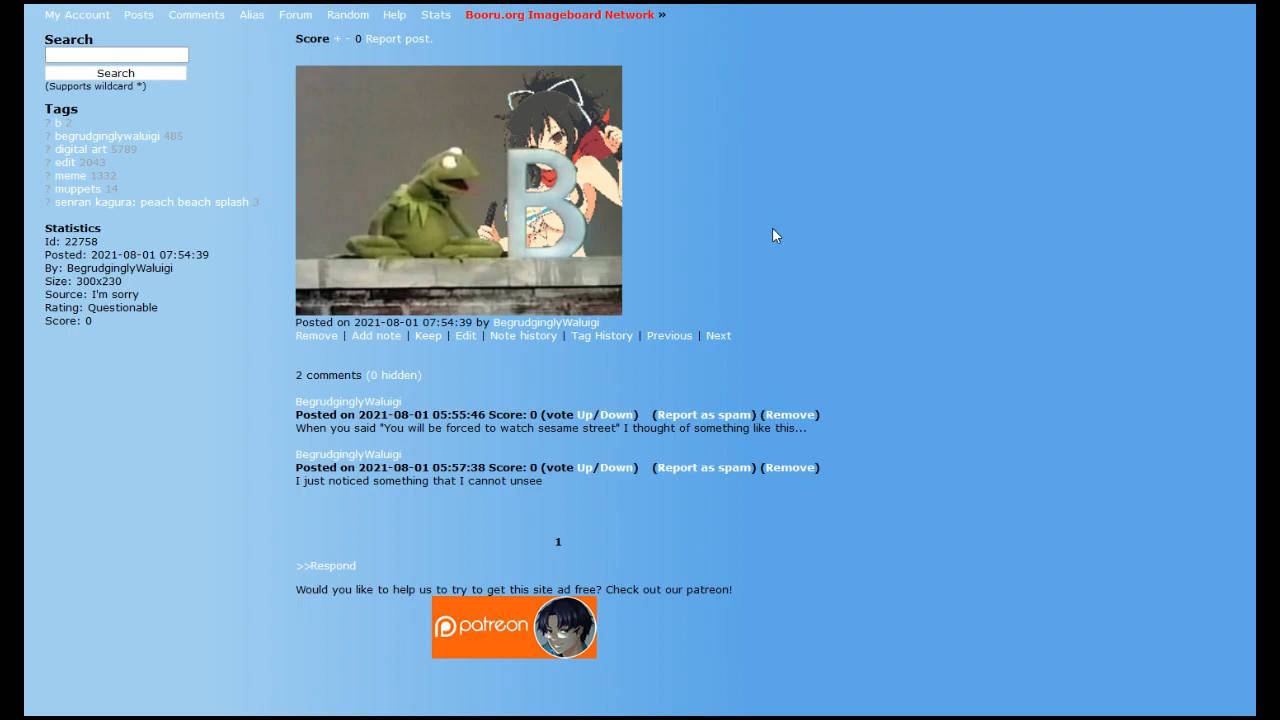 My Account Posts Comments Alias Forum Random Help Stats Booru.org Imageboard Network »
Search
Search
(Supports wildcard *)
Tags
? b 2
? begrudginglywaluigi 485
? digital art 5789
? edit 2043
? meme 1332
? muppets 14
? senran kagura: peach beach splash 3
Statistics
Id: 22758
Posted: 2021-08-01 07:54:39
By: BegrudginglyWaluigi
Size: 300x230
Source: I'm sorry
Rating: Questionable
Score: 0
Score + - 0 Report post.
B
Posted on 2021-08-01 07:54:39 by BegrudginglyWaluigi
Remove | Add note | Keep | Edit | Note history | Tag History | Previous | Next
2 comments (0 hidden)
BegrudginglyWaluigi
Posted on 2021-08-01 05:55:46 Score: 0 (vote Up/Down) (Report as spam) (Remove)
When you said "You will be forced to watch sesame street" I thought of something like this...
BegrudginglyWaluigi
Posted on 2021-08-01 05:57:38 Score: 0 (vote Up/Down) (Report as spam) (Remove)
I just noticed something that I cannot unsee
1
>>Respond
Would you like to help us to try to get this site ad free? Check out our patreon!
patreon